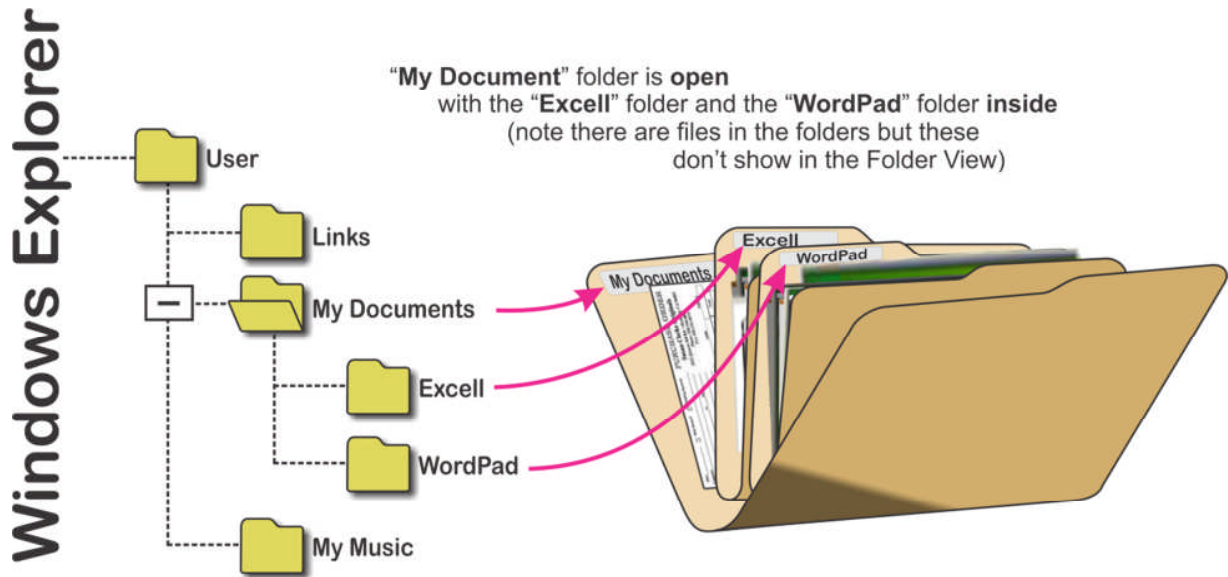 Windows Explorer
“My Document” folder is open
with the “Excell” folder and the “WordPad” folder inside
(note there are files in the folders but these
don’t show in the Folder View)
User
Links
My Documents
Excell
WordPad
My Music
My Documents
Excell
WordPad